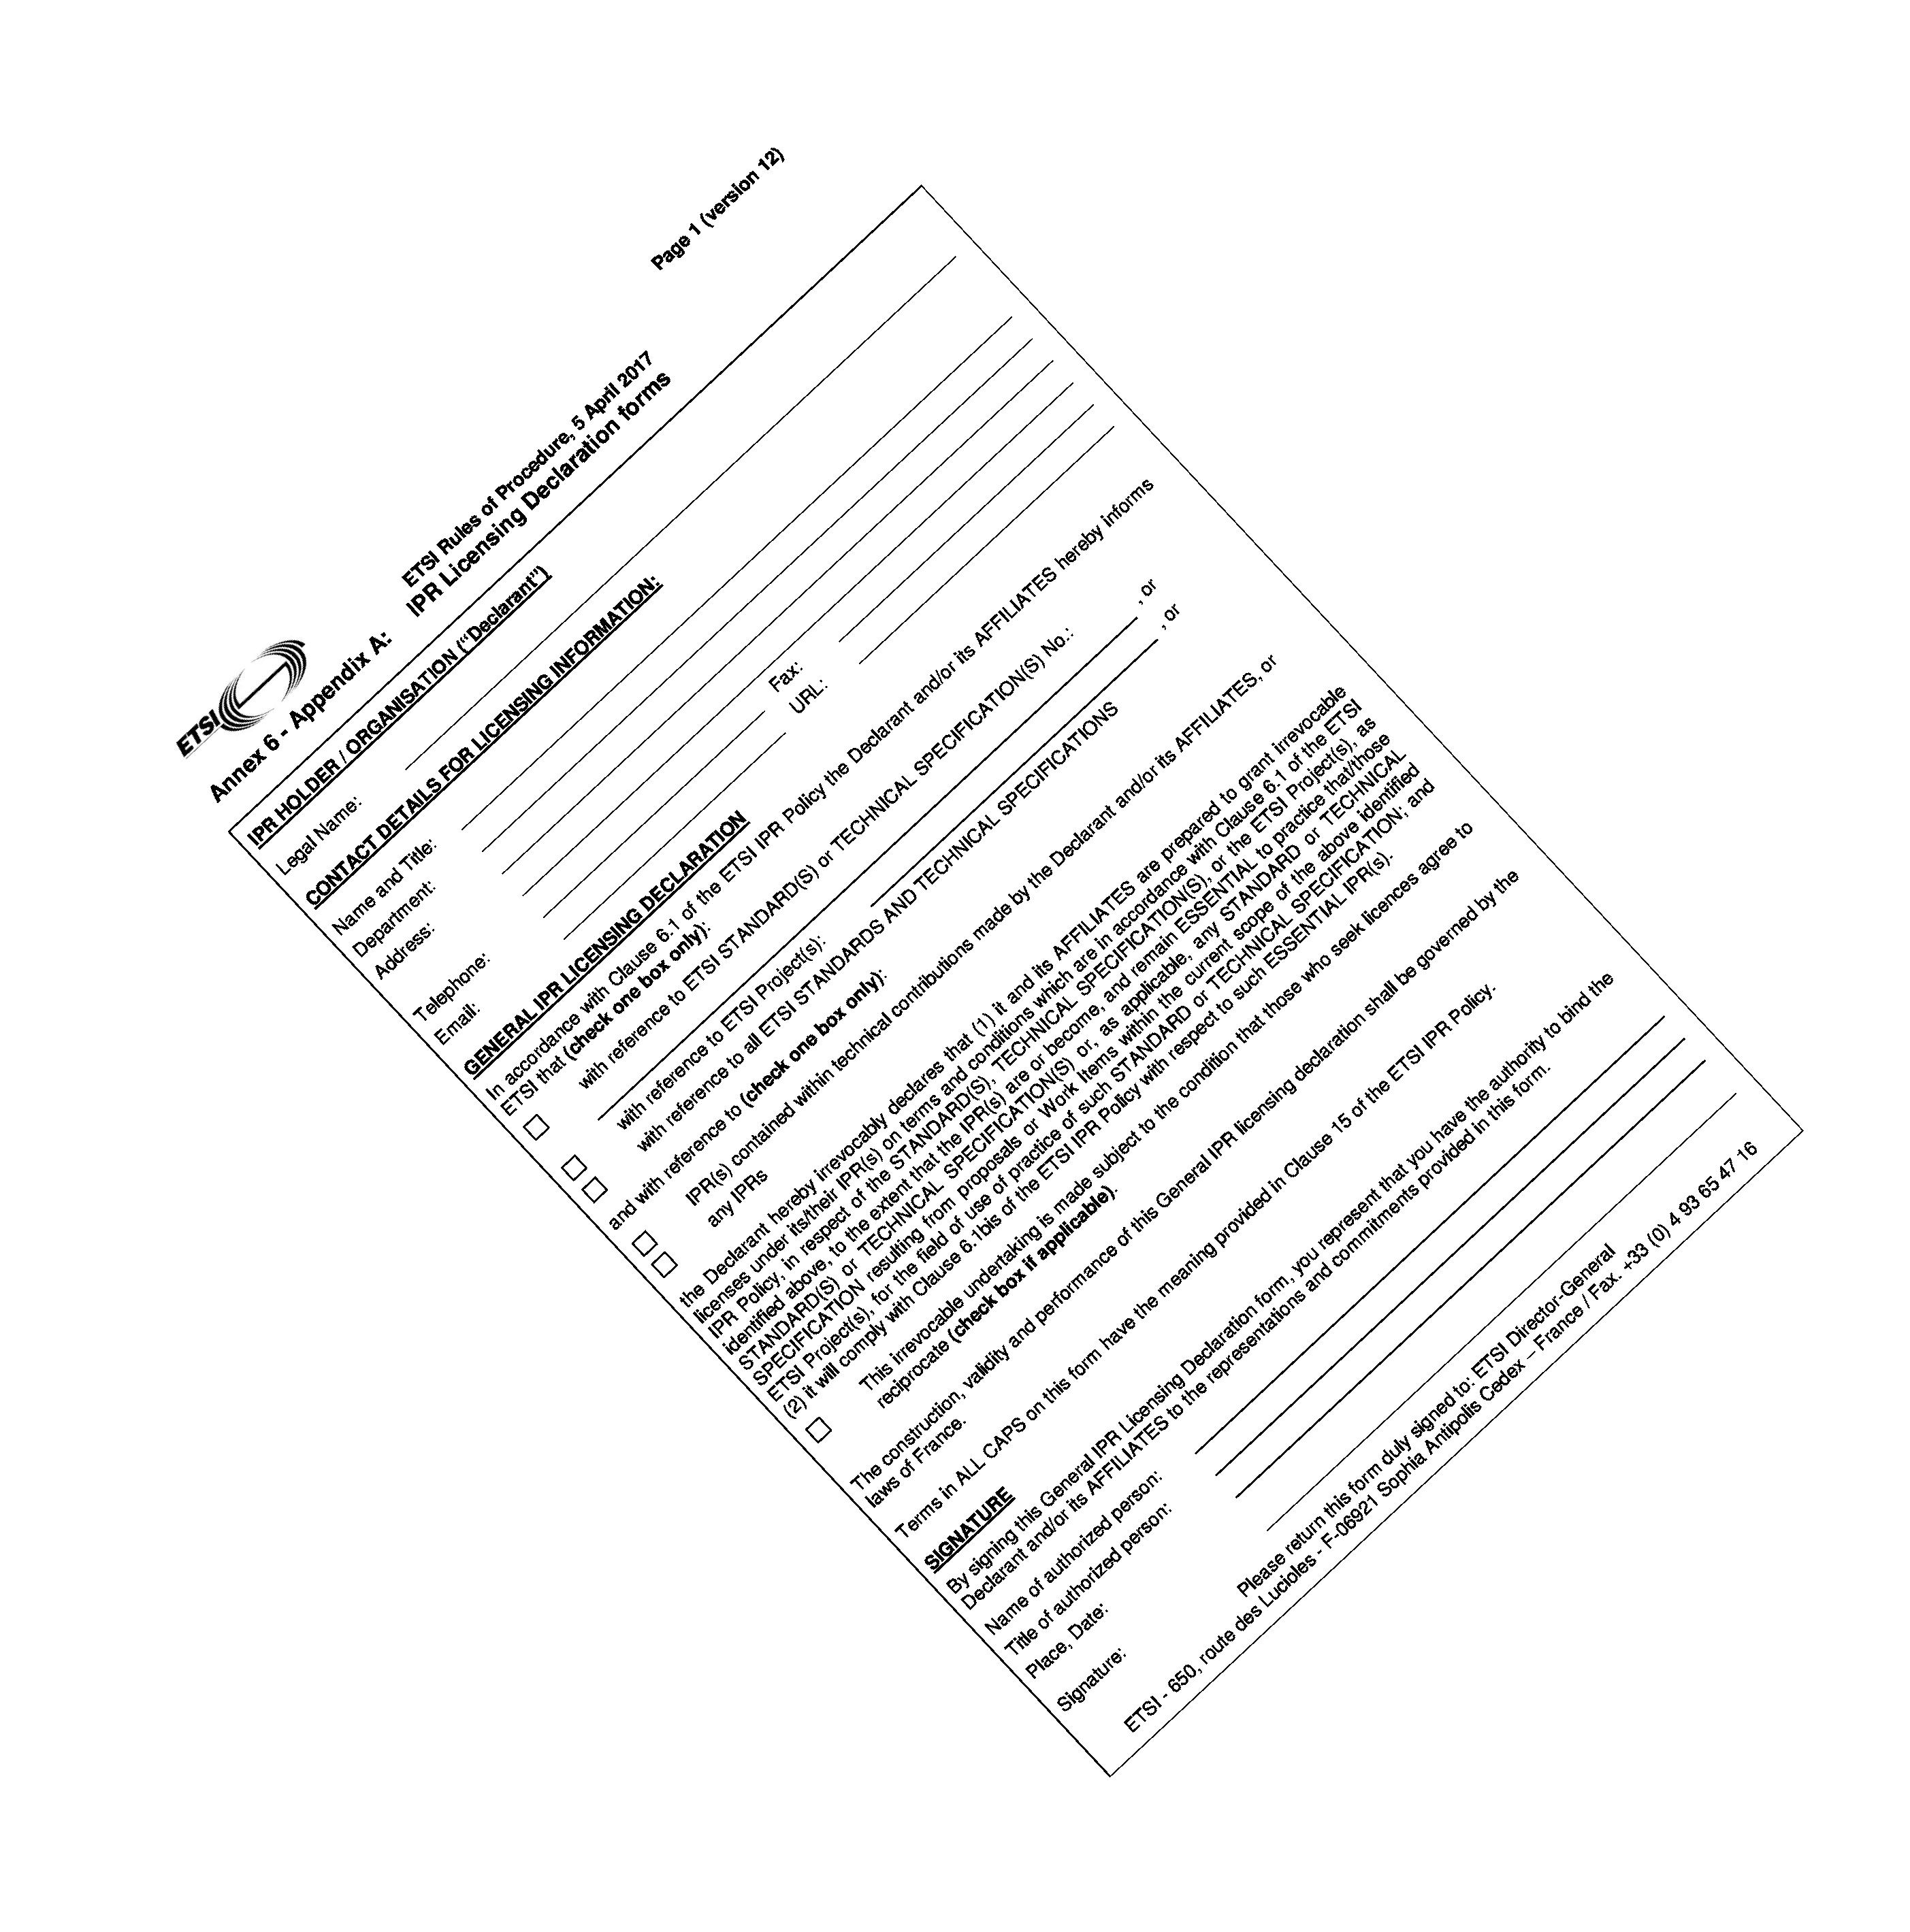 ETSI
Page 1 (version 12)
ETSI Rules of Procedure, 5 April 2017
Annex 6 - Appendix A: IPR Licensing Declaration forms
IPR HOLDER / ORGANISATION (“Declarant”)
Legal Name:
CONTACT DETAILS FOR LICENSING INFORMATION:
Name and Title:
Department:
Address:
Telephone: Fax:
Email: URL:
GENERAL IPR LICENSING DECLARATION
In accordance with Clause 6.1 of the ETSI IPR Policy the Declarant and/or its AFFILIATES hereby informs
ETSI that (check one box only):
with reference to ETSI STANDARD(S) or TECHNICAL SPECIFICATION(S) No.:
, or
with reference to ETSI Project(s): , or
with reference to all ETSI STANDARDS AND TECHNICAL SPECIFICATIONS
and with reference to (check one box only):
IPR(s) contained within technical contributions made by the Declarant and/or its AFFILIATES, or
any IPRs
the Declarant hereby irrevocably declares that (1) it and its AFFILIATES are prepared to grant irrevocable
licenses under its/their IPR(s) on terms and conditions which are in accordance with Clause 6.1 of the ETSI
IPR Policy, in respect of the STANDARD(S), TECHNICAL SPECIFICATION(S), or the ETSI Project(s), as
identified above, to the extent that the IPR(s) are or become, and remain ESSENTIAL to practice that/those
STANDARD(S) or TECHNICAL SPECIFICATION(S) or, as applicable, any STANDARD or TECHNICAL
SPECIFICATION resulting from proposals or Work Items within the current scope of the above identified
ETSI Project(s), for the field of use of practice of such STANDARD or TECHNICAL SPECIFICATION; and
(2) it will comply with Clause 6.1bis of the ETSI IPR Policy with respect to such ESSENTIAL IPR(s).
This irrevocable undertaking is made subject to the condition that those who seek licences agree to
reciprocate (check box if applicable).
The construction, validity and performance of this General IPR licensing declaration shall be governed by the
laws of France.
Terms in ALL CAPS on this form have the meaning provided in Clause 15 of the ETSI IPR Policy.
SIGNATURE
By signing this General IPR Licensing Declaration form, you represent that you have the authority to bind the
Declarant and/or its AFFILIATES to the representations and commitments provided in this form.
Name of authorized person:
Title of authorized person:
Place, Date:
Signature:
Please return this form duly signed to: ETSI Director-General
ETSI - 650, route des Lucioles - F-06921 Sophia Antipolis Cedex – France / Fax. +33 (0) 4 93 65 47 16